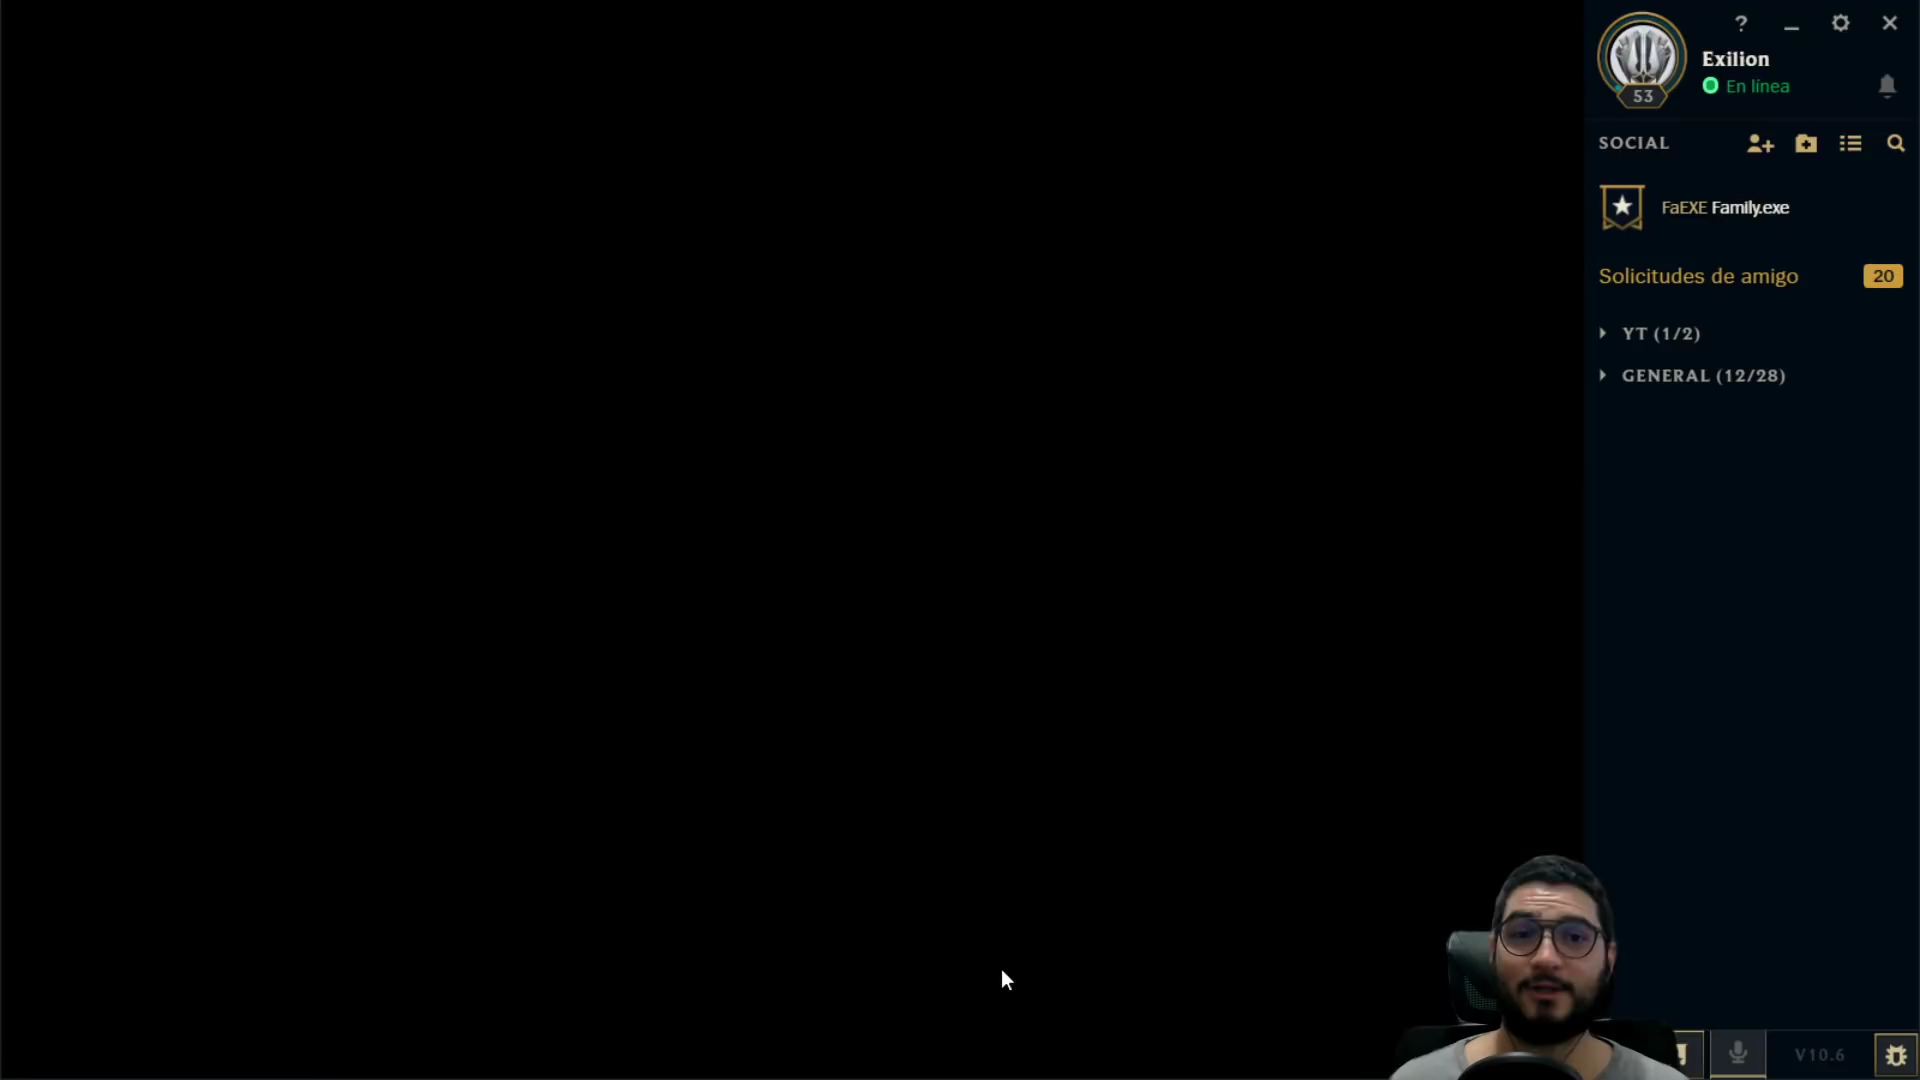 ?
Exilion
53
En línea
SOCIAL
FaEXE Family.exe
Solicitudes de amigo 20
YT (1/2)
GENERAL (12/28)
V10.6